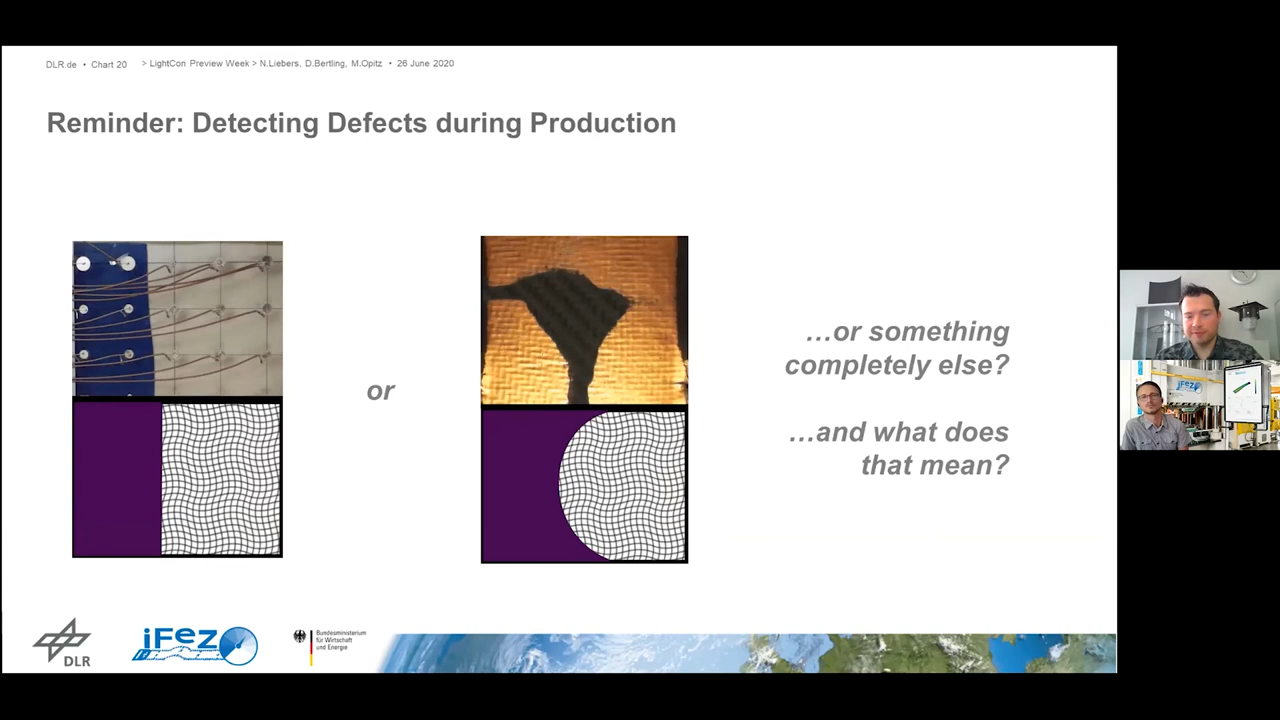 DLR.de • Chart 20 > LightCon Preview Week > N.Liebers, D.Bertling, M.Opitz • 26 June 2020
Reminder: Detecting Defects during Production
or
…or something
completely else?
…and what does
that mean?
DLR
iFez
Bundesministerium
für Wirtschaft
und Energie
iFez